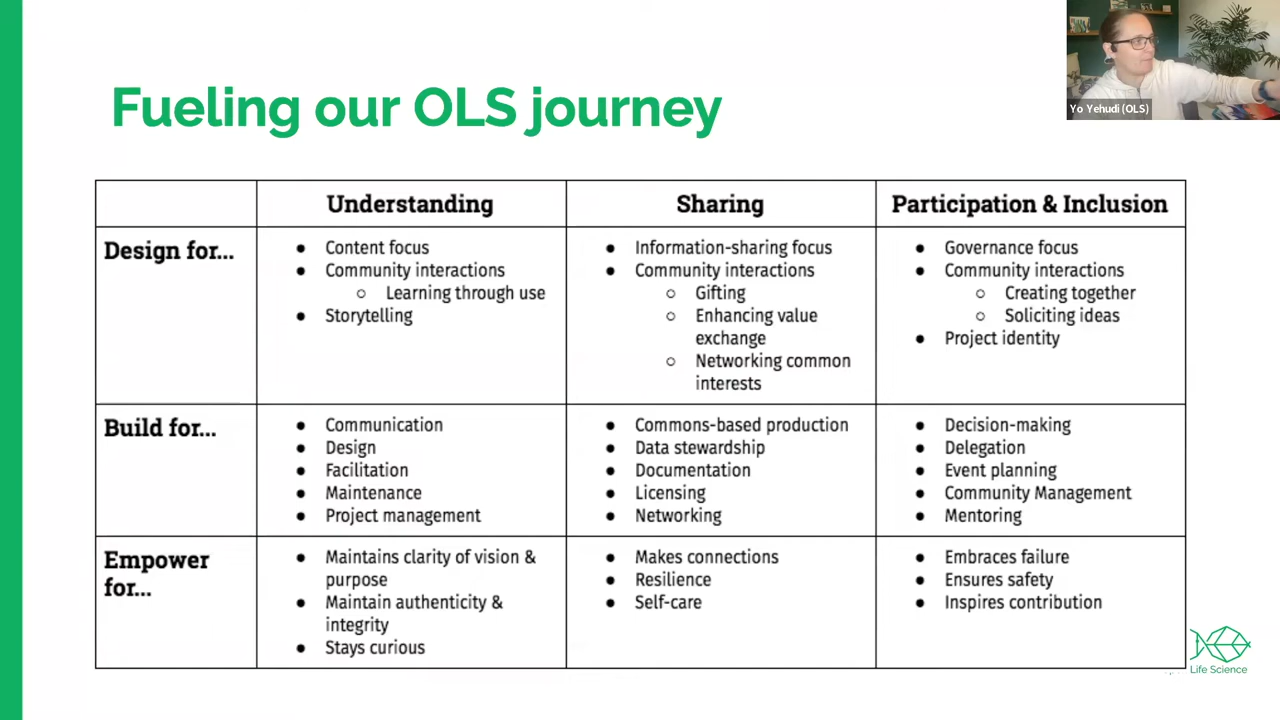 Fueling our OLS journey
Yo Yehudi (OLS)
Understanding
Sharing
Participation & Inclusion
Design for...
● Content focus
● Community interactions
○ Learning through use
● Storytelling
● Information-sharing focus
● Community interactions
○ Gifting
○ Enhancing value
exchange
○ Networking common
interests
● Governance focus
● Community interactions
○ Creating together
○ Soliciting ideas
● Project identity
Build for...
● Communication
● Design
● Facilitation
● Maintenance
● Project management
● Commons-based production
● Data stewardship
● Documentation
● Licensing
● Networking
● Decision-making
● Delegation
● Event planning
● Community Management
● Mentoring
Empower
for...
● Maintains clarity of vision &
purpose
● Maintain authenticity &
integrity
● Stays curious
● Makes connections
● Resilience
● Self-care
● Embraces failure
● Ensures safety
● Inspires contribution
Life Science